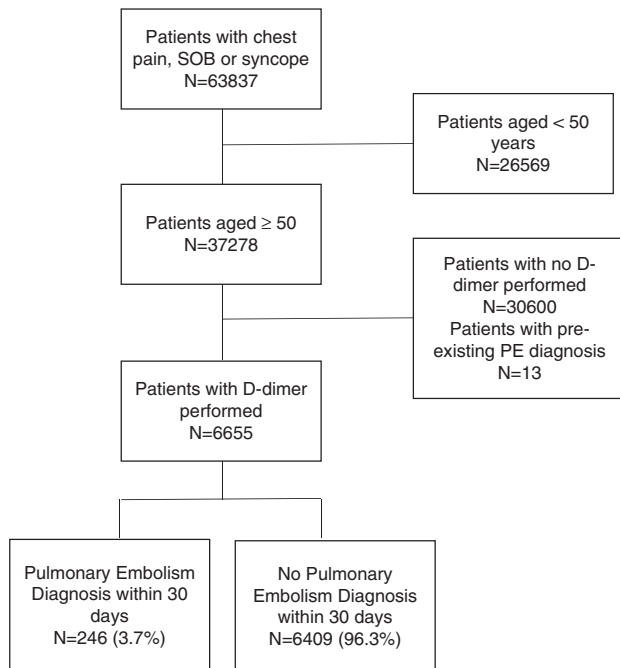 Patients with chest
pain, SOB or syncope
N=63837
Patients aged < 50
years
N=26569
Patients aged ≥ 50
N=37278
Patients with no D-
dimer performed
N=30600
Patients with pre-
existing PE diagnosis
N=13
Patients with D-dimer
performed
N=6655
Pulmonary Embolism
Diagnosis within 30
days
N=246 (3.7%)
No Pulmonary
Embolism Diagnosis
within 30 days
N=6409 (96.3%)